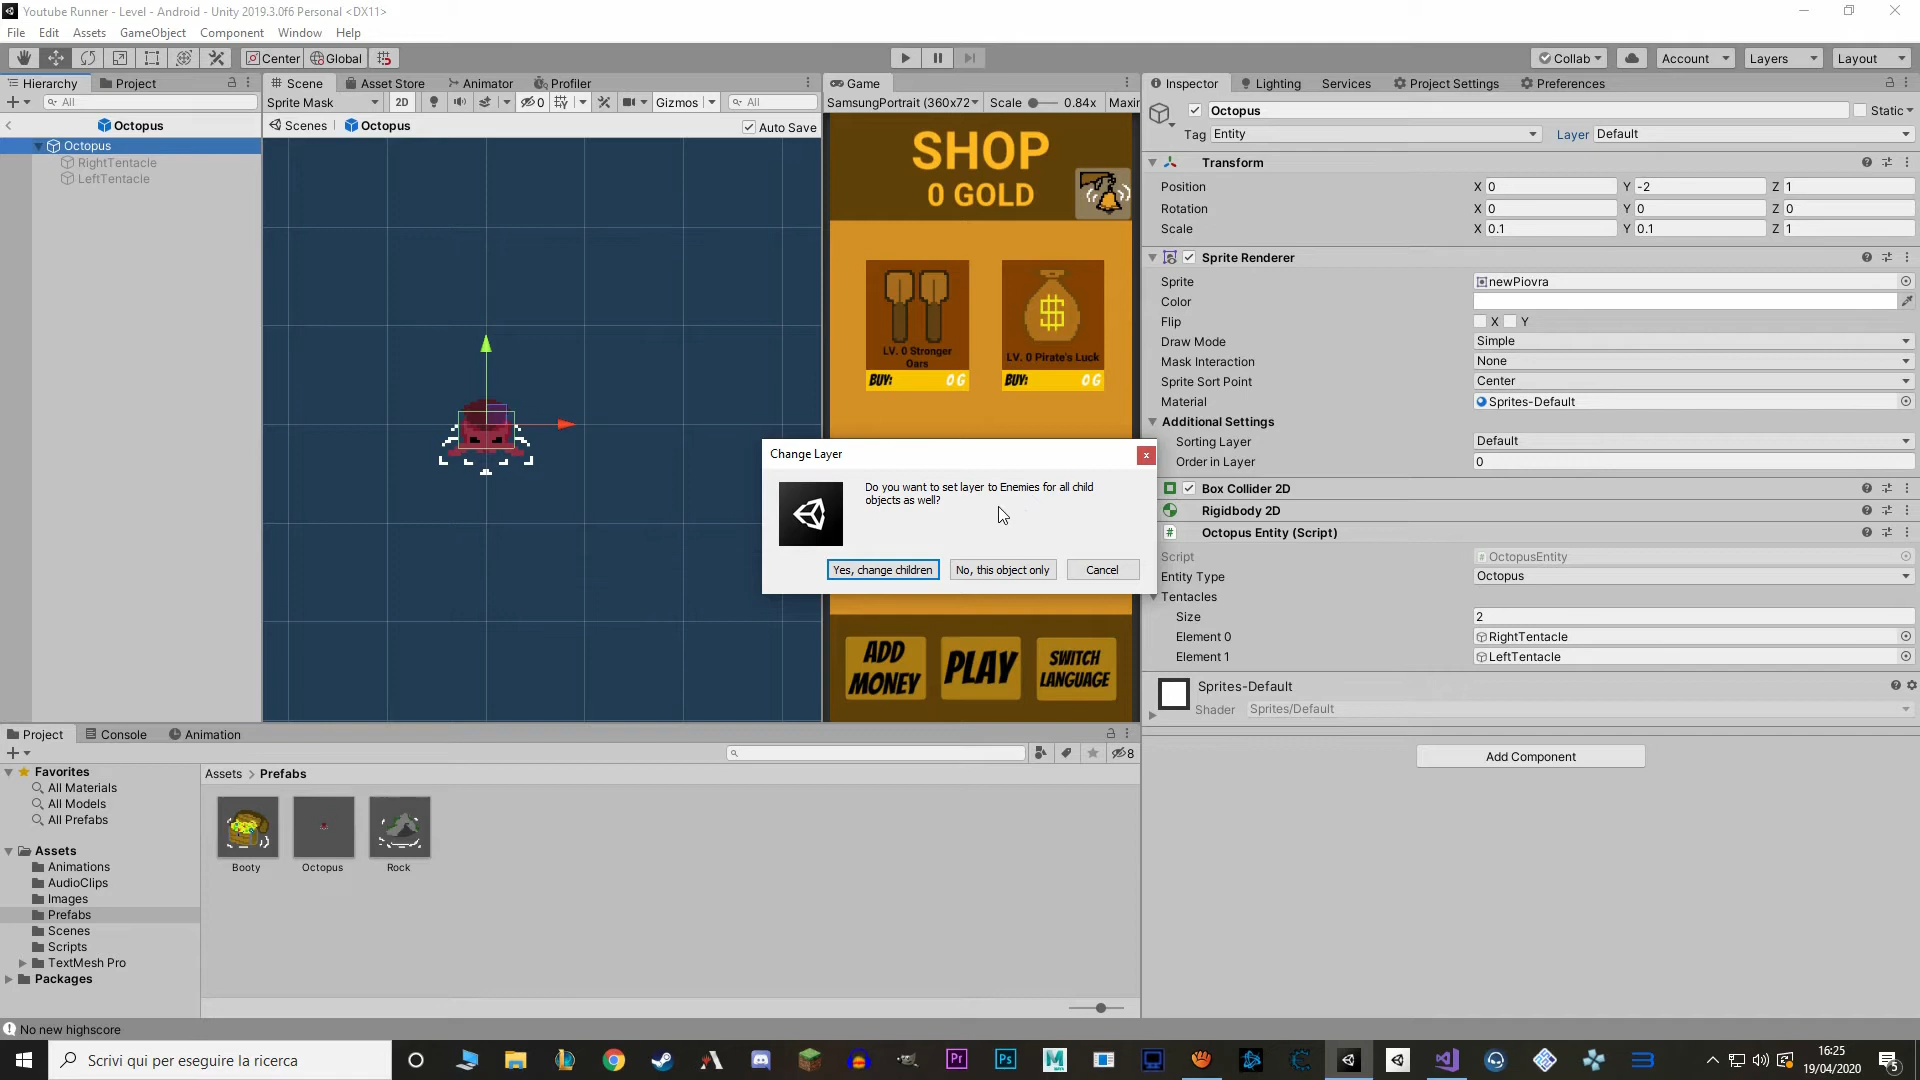 Youtube Runner - Level - Android - Unity 2019.3.0f6 Personal <DX11>
File Edit Assets GameObject Component Window Help
Center Global Collab Account Layers Layout
Hierarchy Project
All
Octopus
Octopus
RightTentacle
LeftTentacle
Scene Asset Store Animator Profiler
Sprite Mask 2D 0 Gizmos All
Scenes Octopus Auto Save
Game
SamsungPortrait (360x72 Scale 0.84x Maxin
SHOP
0 GOLD
LV. 0 Stronger
Oars
BUY: 0 G
LV. 0 Pirate's Luck
BUY: 0 G
ADD
MONEY
PLAY
SWITCH
LANGUAGE
Change Layer
x
Do you want to set layer to Enemies for all child
objects as well?
Yes, change children No, this object only Cancel
Inspector Lighting Services Project Settings Preferences
Octopus Static
Tag Entity Layer Default
Transform
Position X 0 Y -2 Z 1
Rotation X 0 Y 0 Z 0
Scale X 0.1 Y 0.1 Z 1
Sprite Renderer
Sprite newPiovra
Color
Flip X Y
Draw Mode Simple
Mask Interaction None
Sprite Sort Point Center
Material Sprites-Default
Additional Settings
Sorting Layer Default
Order in Layer 0
Box Collider 2D
Rigidbody 2D
# Octopus Entity (Script)
Script OctopusEntity
Entity Type Octopus
Tentacles
Size 2
Element 0 RightTentacle
Element 1 LeftTentacle
Sprites-Default
Shader Sprites/Default
Add Component
Project Console Animation
8
Favorites
All Materials
All Models
All Prefabs
Assets
Animations
AudioClips
Images
Prefabs
Scenes
Scripts
TextMesh Pro
Packages
Assets > Prefabs
Booty Octopus Rock
No new highscore
Scrivi qui per eseguire la ricerca
Pr Ps M
16:25
19/04/2020
5